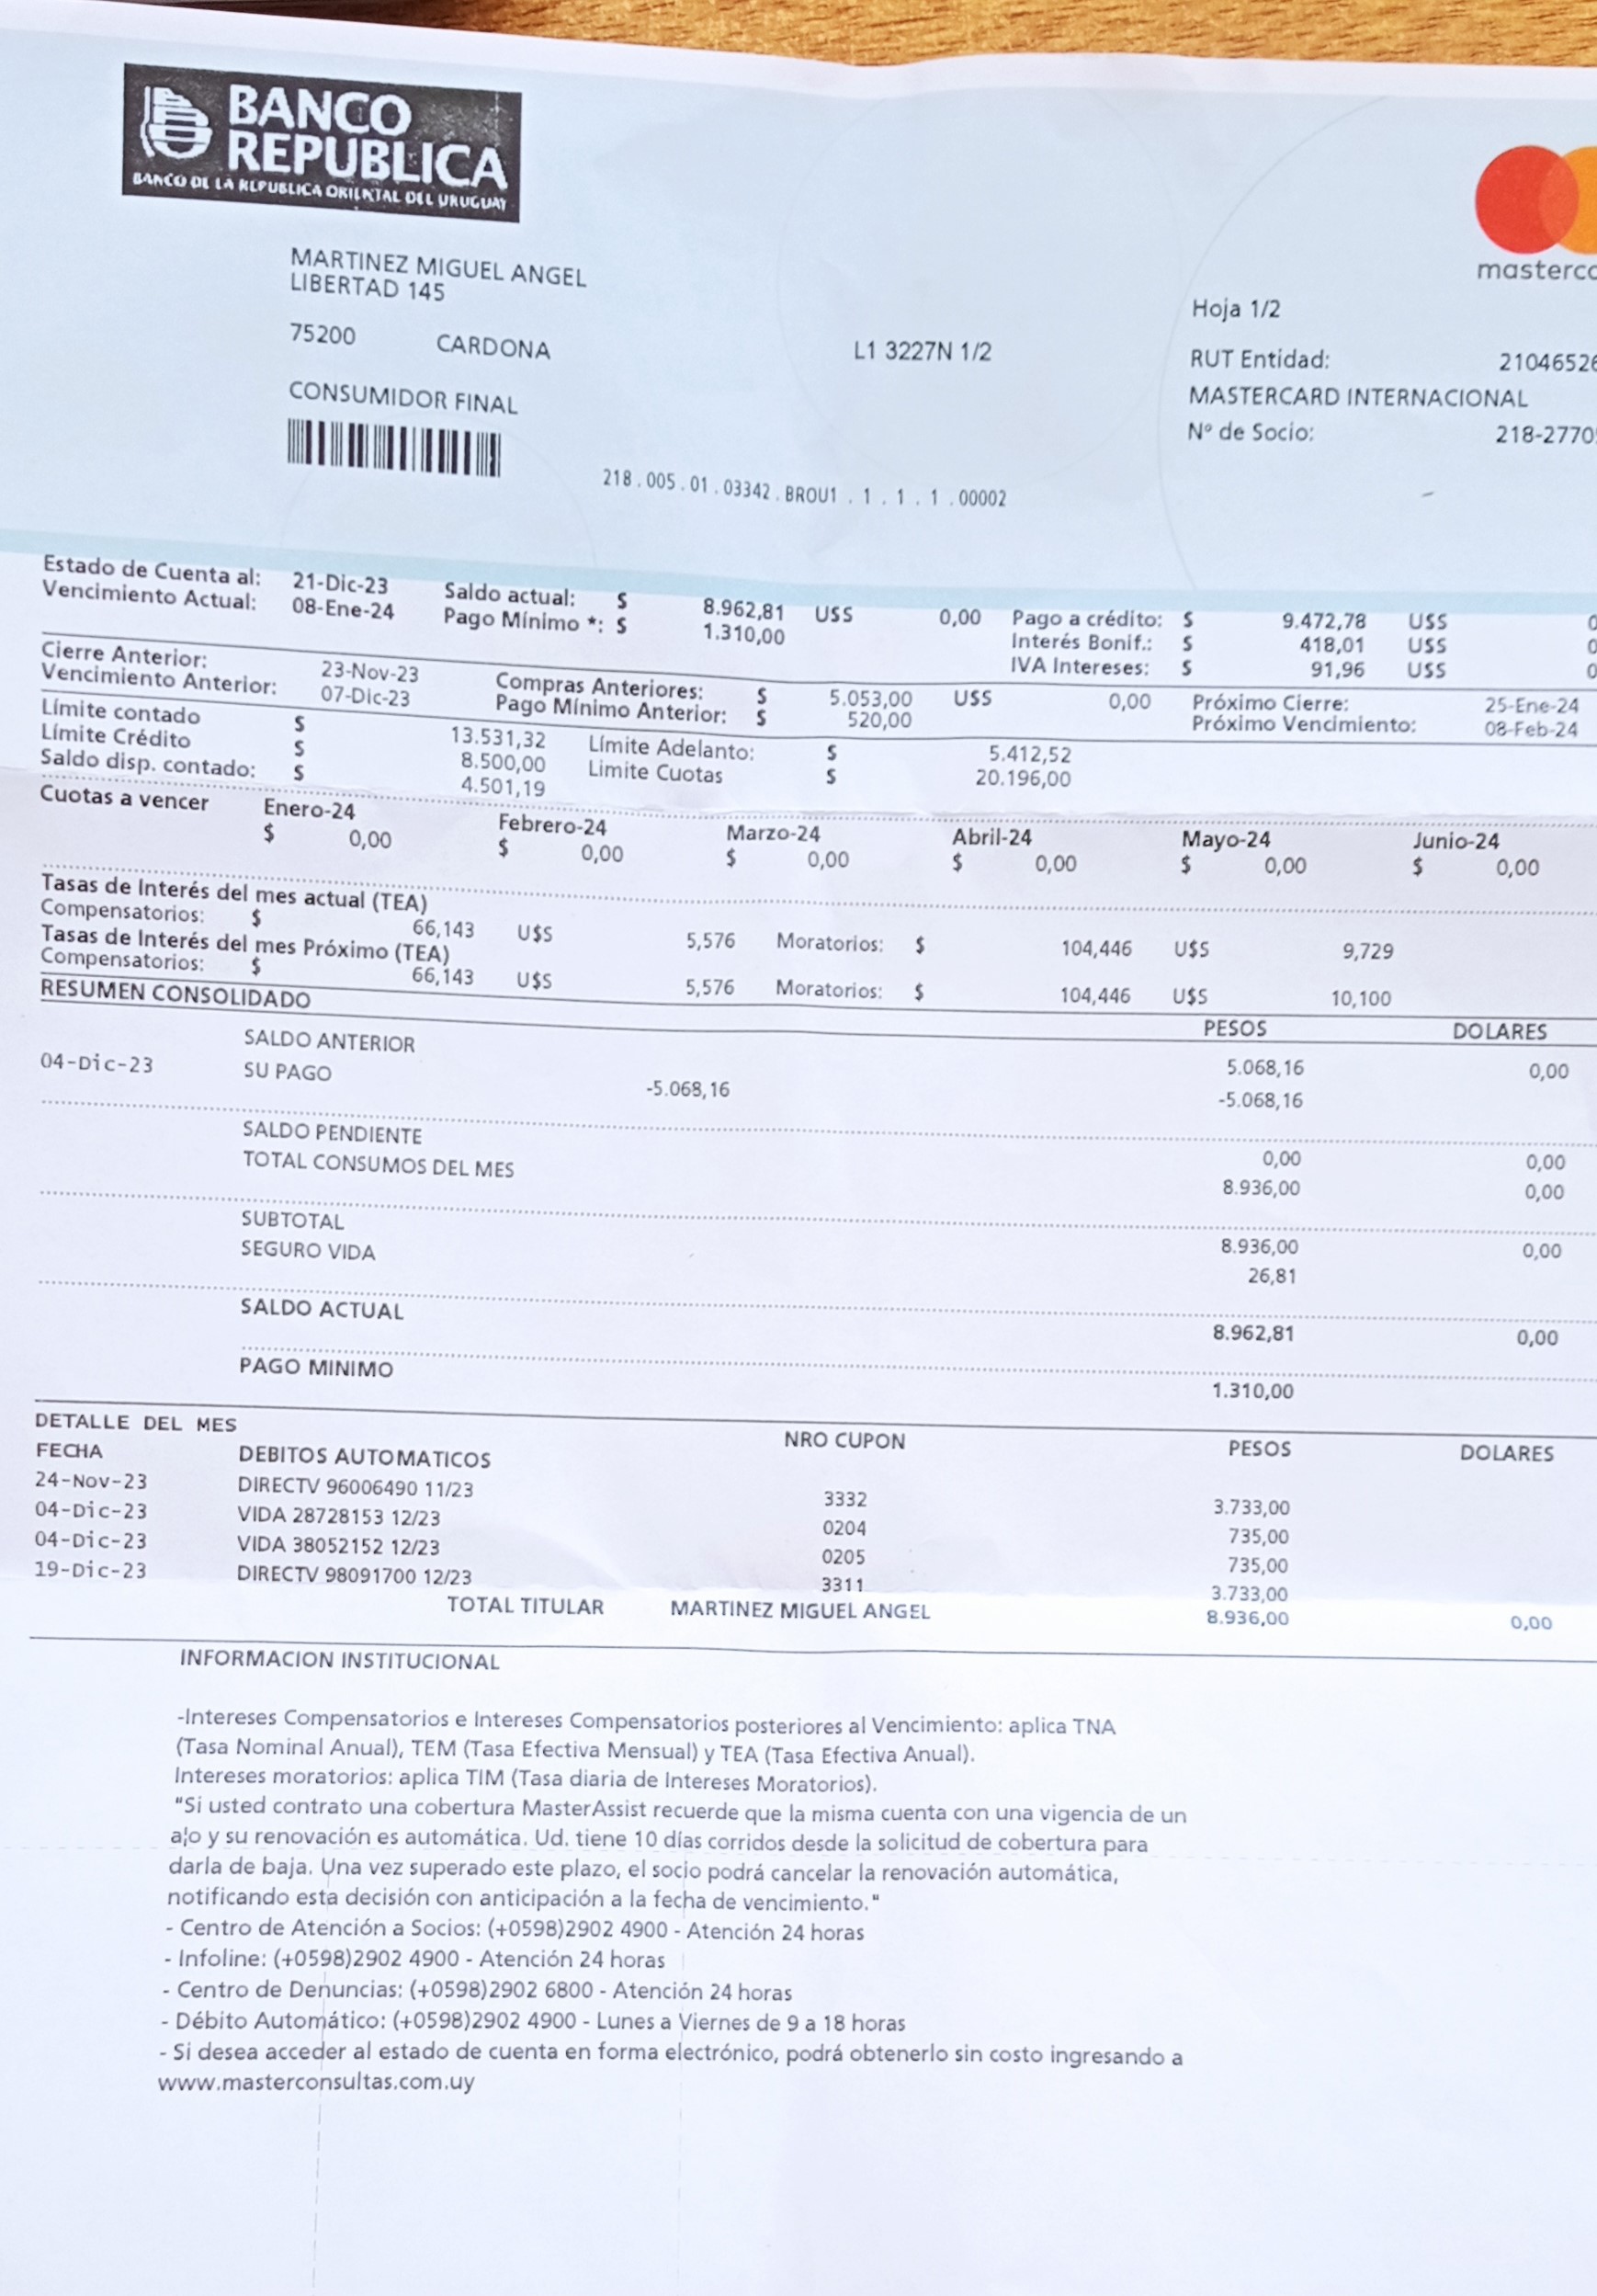 BANCO
REPUBLICA
BANCO DE LA REPUBLICA ORIENTAL DEL URUGUAY
MARTINEZ MIGUEL ANGEL
LIBERTAD 145
75200 CARDONA
L1 3227N 1/2
CONSUMIDOR FINAL
218.005.01.03342.BROU1.1.1.1.00002
Hoja 1/2
RUT Entidad:
MASTERCARD INTERNACIONAL
Nº de Socio:
Estado de Cuenta al: 21-Dic-23 Saldo actual: $ 8.962,81 U$S 0,00 Pago a crédito: $ 9.472,78 U$S
Vencimiento Actual: 08-Ene-24 Pago Mínimo *: $ 1.310,00 Interés Bonif.: $ 418,01 U$S
IVA Intereses: $ 91,96 U$S
Cierre Anterior: 23-Nov-23 Compras Anteriores: $ 5.053,00 U$S 0,00 Próximo Cierre: 25-Ene-24
Vencimiento Anterior: 07-Dic-23 Pago Mínimo Anterior: $ 520,00 Próximo Vencimiento: 08-Feb-24
Límite contado $ 13.531,32 Límite Adelanto: $ 5.412,52
Límite Crédito $ 8.500,00 Limite Cuotas $ 20.196,00
Saldo disp. contado: $ 4.501,19
Cuotas a vencer Enero-24 Febrero-24 Marzo-24 Abril-24 Mayo-24 Junio-24
$ 0,00 $ 0,00 $ 0,00 $ 0,00 $ 0,00 $ 0,00
Tasas de Interés del mes actual (TEA)
Compensatorios: $ 66,143 U$S 5,576 Moratorios: $ 104,446 U$S 9,729
Tasas de Interés del mes Próximo (TEA)
Compensatorios: $ 66,143 U$S 5,576 Moratorios: $ 104,446 U$S 10,100
RESUMEN CONSOLIDADO PESOS DOLARES
SALDO ANTERIOR 5.068,16 0,00
04-Dic-23 SU PAGO -5.068,16 -5.068,16
SALDO PENDIENTE 0,00 0,00
TOTAL CONSUMOS DEL MES 8.936,00 0,00
SUBTOTAL 8.936,00 0,00
SEGURO VIDA 26,81
SALDO ACTUAL 8.962,81 0,00
PAGO MINIMO 1.310,00
DETALLE DEL MES
FECHA DEBITOS AUTOMATICOS NRO CUPON PESOS DOLARES
24-Nov-23 DIRECTV 96006490 11/23 3332 3.733,00
04-Dic-23 VIDA 28728153 12/23 0204 735,00
04-Dic-23 VIDA 38052152 12/23 0205 735,00
19-Dic-23 DIRECTV 98091700 12/23 3311 3.733,00
TOTAL TITULAR MARTINEZ MIGUEL ANGEL 8.936,00 0,00
INFORMACION INSTITUCIONAL
-Intereses Compensatorios e Intereses Compensatorios posteriores al Vencimiento: aplica TNA
(Tasa Nominal Anual), TEM (Tasa Efectiva Mensual) y TEA (Tasa Efectiva Anual).
Intereses moratorios: aplica TIM (Tasa diaria de Intereses Moratorios).
"Si usted contrato una cobertura MasterAssist recuerde que la misma cuenta con una vigencia de un
a¦o y su renovación es automática. Ud. tiene 10 días corridos desde la solicitud de cobertura para
darla de baja. Una vez superado este plazo, el socio podrá cancelar la renovación automática,
notificando esta decisión con anticipación a la fecha de vencimiento."
- Centro de Atención a Socios: (+0598)2902 4900 - Atención 24 horas
- Infoline: (+0598)2902 4900 - Atención 24 horas
- Centro de Denuncias: (+0598)2902 6800 - Atención 24 horas
- Débito Automático: (+0598)2902 4900 - Lunes a Viernes de 9 a 18 horas
- Si desea acceder al estado de cuenta en forma electrónico, podrá obtenerlo sin costo ingresando a
www.masterconsultas.com.uy